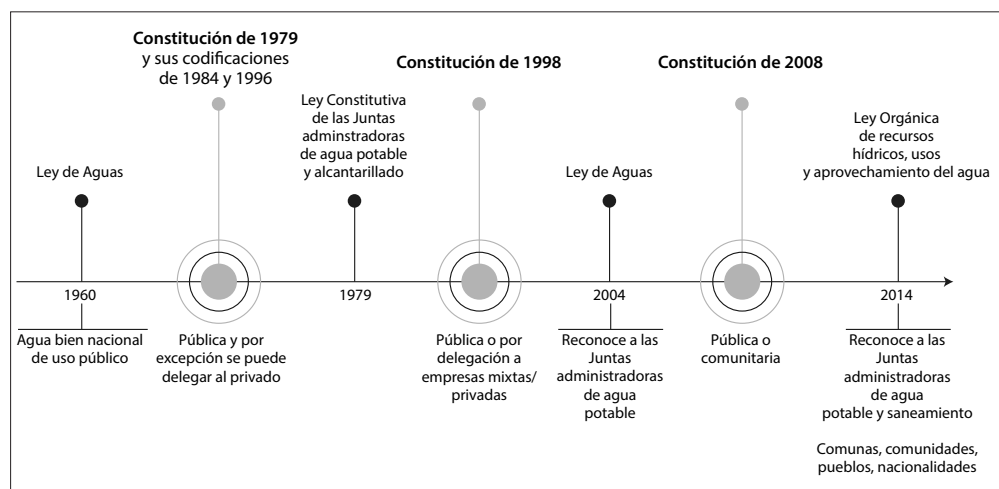 Constitución de 1979
y sus codificaciones
de 1984 y 1996
Constitución de 1998
Constitución de 2008
Ley de Aguas
Ley Constitutiva
de las Juntas
adminstradoras
de agua potable
y alcantarillado
Ley de Aguas
Ley Orgánica
de recursos
hídricos, usos
y aprovechamiento del agua
1960
1979
2004
2014
Agua bien nacional
de uso público
Pública y por
excepción se puede
delegar al privado
Pública o por
delegación a
empresas mixtas/
privadas
Reconoce a las
Juntas
administradoras
de agua
potable
Pública o
comunitaria
Reconoce a las
Juntas
administradoras
de agua
potable y saneamiento
Comunas, comunidades,
pueblos, nacionalidades